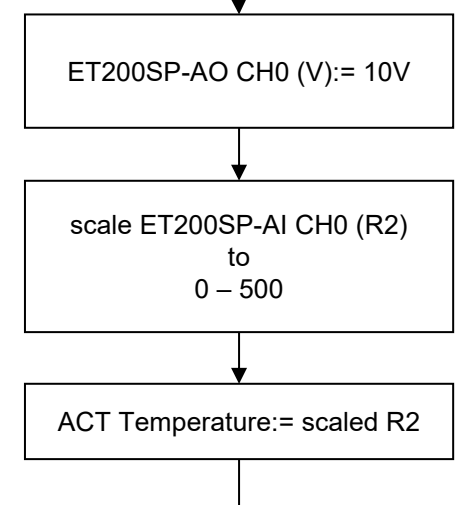 ET200SP-AO CH0 (V):= 10V
scale ET200SP-AI CH0 (R2)
to
0 – 500
ACT Temperature:= scaled R2